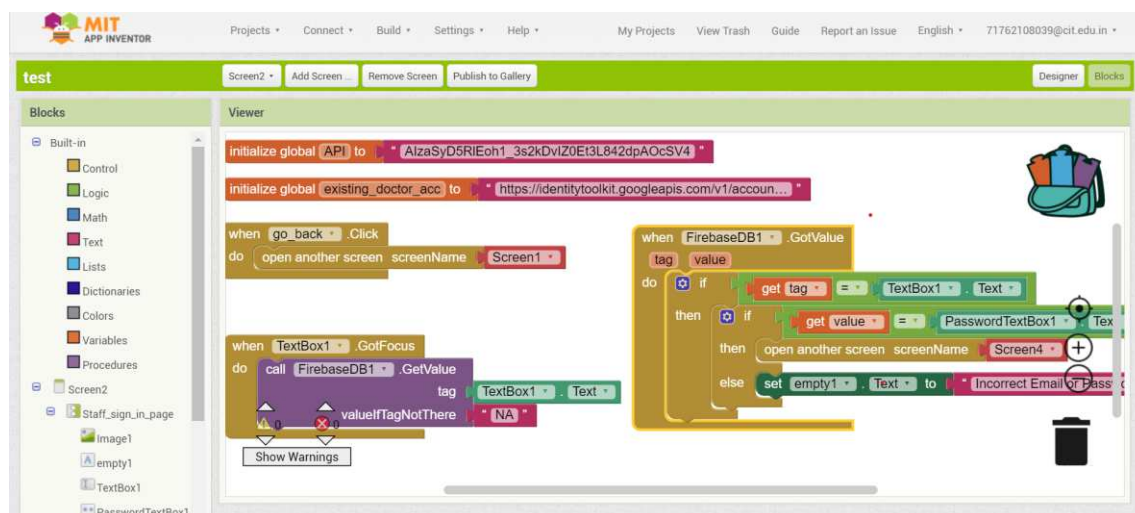 MIT
APP INVENTOR
Projects Connect Build Settings Help My Projects View Trash Guide Report an Issue English 71762108039@cit.edu.in
test Screen2 Add Screen ... Remove Screen Publish to Gallery Designer Blocks
Blocks Viewer
Built-in
Control
Logic
Math
Text
Lists
Dictionaries
Colors
Variables
Procedures
Screen2
Staff_sign_in_page
Image1
empty1
TextBox1
PasswordTextBox1
initialize global API to " AIzaSyD5RlEoh1_3s2kDvIZ0Et3L842dpAOcSV4 "
initialize global existing_doctor_acc to " https://identitytoolkit.googleapis.com/v1/accoun... "
when go_back .Click
do open another screen screenName Screen1
when TextBox1 .GotFocus
do call FirebaseDB1 .GetValue
tag TextBox1 . Text
valueIfTagNotThere " NA "
0 0
Show Warnings
when FirebaseDB1 .GotValue
tag value
do if get tag = TextBox1 . Text
then if get value = PasswordTextBox1 . Tex
then open another screen screenName Screen4
else set empty1 . Text to " Incorrect Email or Passwo